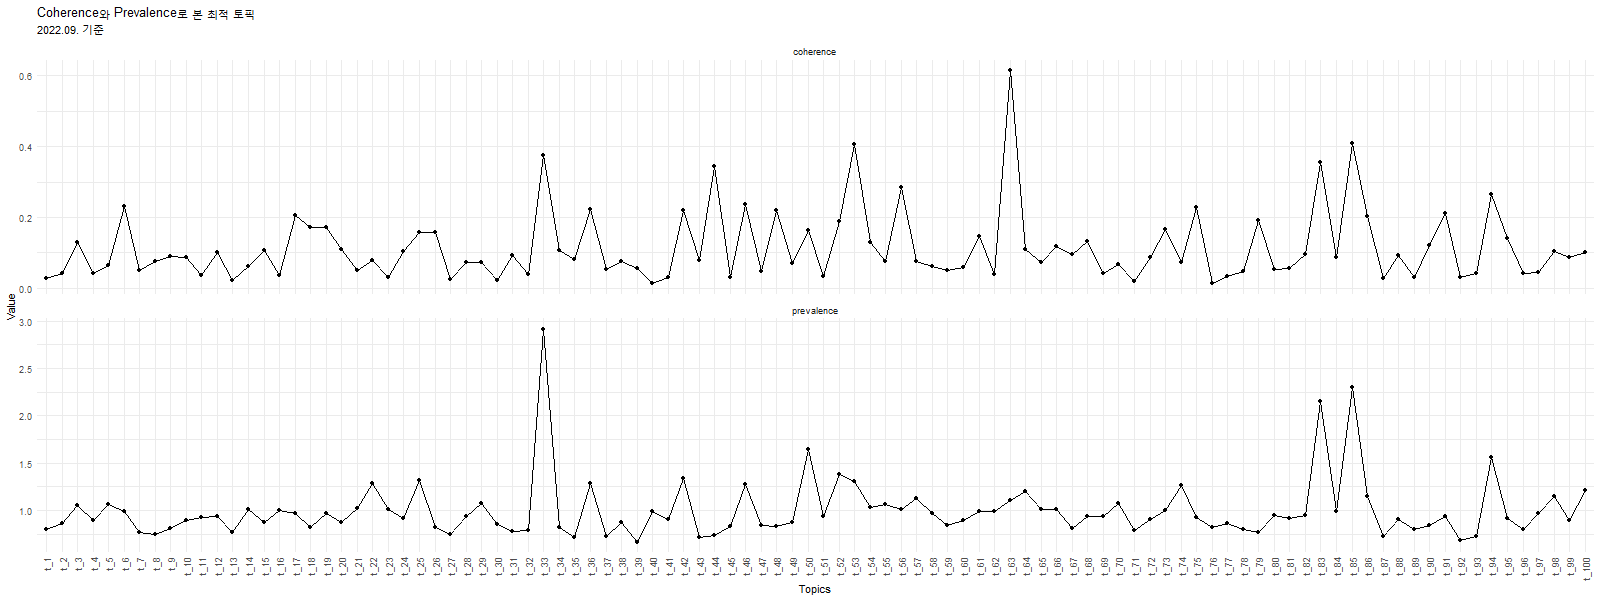 Coherence와 Prevalence로 본 최적 토픽
2022.09. 기준
coherence
0.6
0.4
0.2
0.0
Value
prevalence
3.0
2.5
2.0
1.5
1.0
t_1 t_2 t_3 t_4 t_5 t_6 t_7 t_8 t_9 t_10 t_11 t_12 t_13 t_14 t_15 t_16 t_17 t_18 t_19 t_20 t_21 t_22 t_23 t_24 t_25 t_26 t_27 t_28 t_29 t_30 t_31 t_32 t_33 t_34 t_35 t_36 t_37 t_38 t_39 t_40 t_41 t_42 t_43 t_44 t_45 t_46 t_47 t_48 t_49 t_50 t_51 t_52 t_53 t_54 t_55 t_56 t_57 t_58 t_59 t_60 t_61 t_62 t_63 t_64 t_65 t_66 t_67 t_68 t_69 t_70 t_71 t_72 t_73 t_74 t_75 t_76 t_77 t_78 t_79 t_80 t_81 t_82 t_83 t_84 t_85 t_86 t_87 t_88 t_89 t_90 t_91 t_92 t_93 t_94 t_95 t_96 t_97 t_98 t_99 t_100
Topics